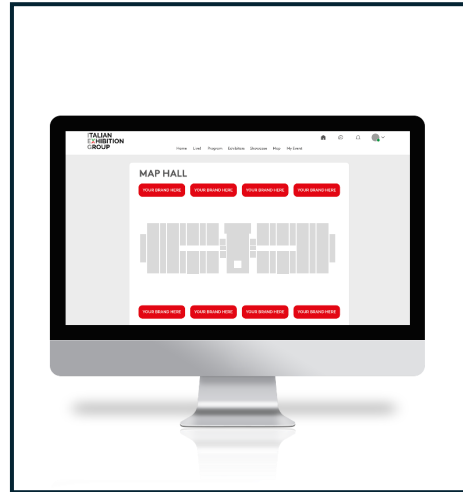 ITALIAN
EXHIBITION
GROUP
Home Live! Program Exhibitors Showcase Map My Event
MAP HALL
YOUR BRAND HERE YOUR BRAND HERE YOUR BRAND HERE YOUR BRAND HERE
YOUR BRAND HERE YOUR BRAND HERE YOUR BRAND HERE YOUR BRAND HERE